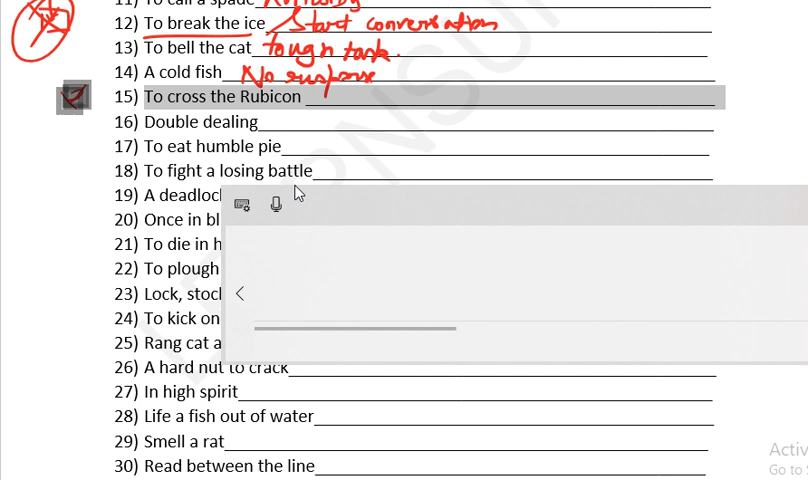 11) To call a spade
12) To break the ice Start conversation
13) To bell the cat tough task.
14) A cold fish No response
15) To cross the Rubicon
16) Double dealing
17) To eat humble pie
18) To fight a losing battle
19) A deadloc
20) Once in bl
21) To die in h
22) To plough
23) Lock, stoc
24) To kick on
25) Rang cat a
26) A hard nut to crack
27) In high spirit
28) Life a fish out of water
29) Smell a rat
30) Read between the line
Activ
Go to S